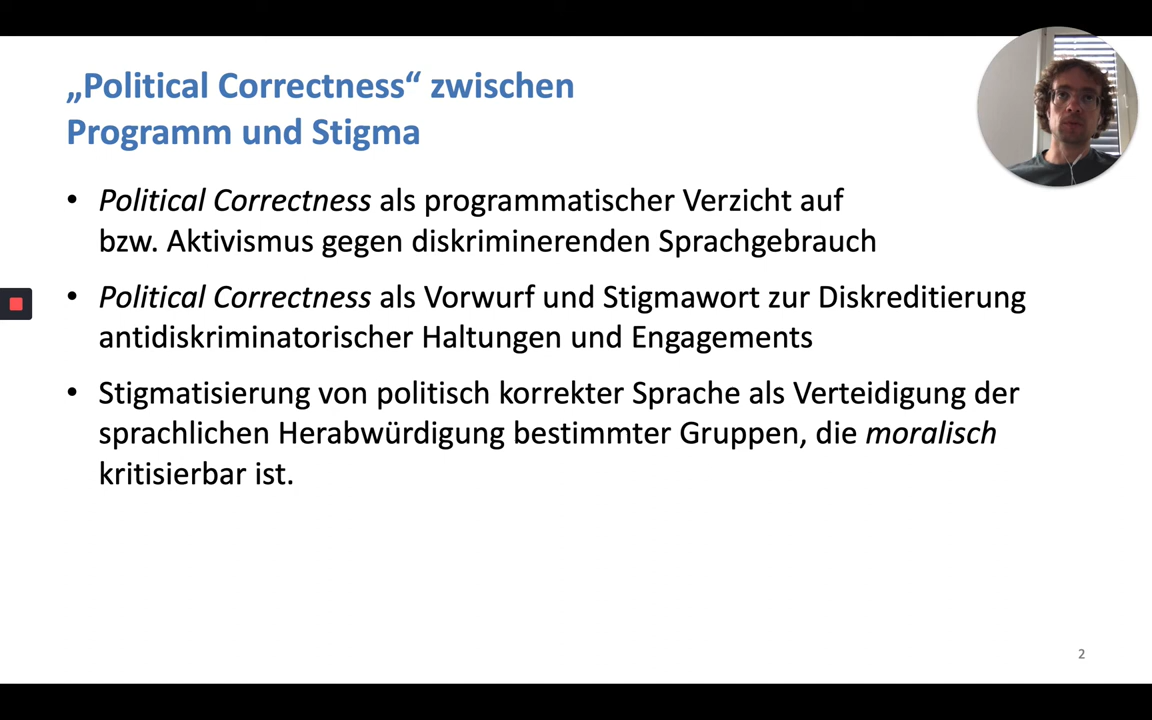 „Political Correctness“ zwischen
Programm und Stigma
• Political Correctness als programmatischer Verzicht auf
bzw. Aktivismus gegen diskriminerenden Sprachgebrauch
• Political Correctness als Vorwurf und Stigmawort zur Diskreditierung
antidiskriminatorischer Haltungen und Engagements
• Stigmatisierung von politisch korrekter Sprache als Verteidigung der
sprachlichen Herabwürdigung bestimmter Gruppen, die moralisch
kritisierbar ist.
2